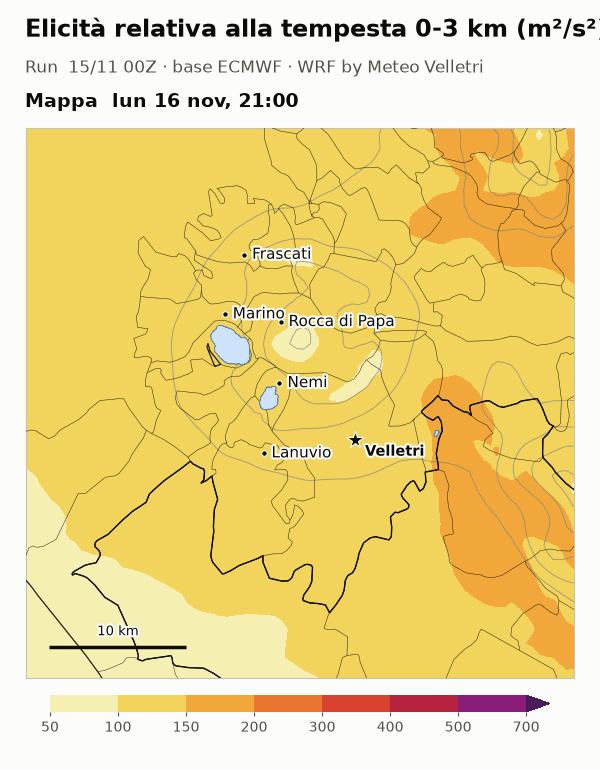 Elicità relativa alla tempesta 0-3 km (m²/s²)
Run 15/11 00Z · base ECMWF · WRF by Meteo Velletri
Mappa lun 16 nov, 21:00
Frascati
Marino
Rocca di Papa
Nemi
Velletri
Lanuvio
10 km
50 100 150 200 300 400 500 700